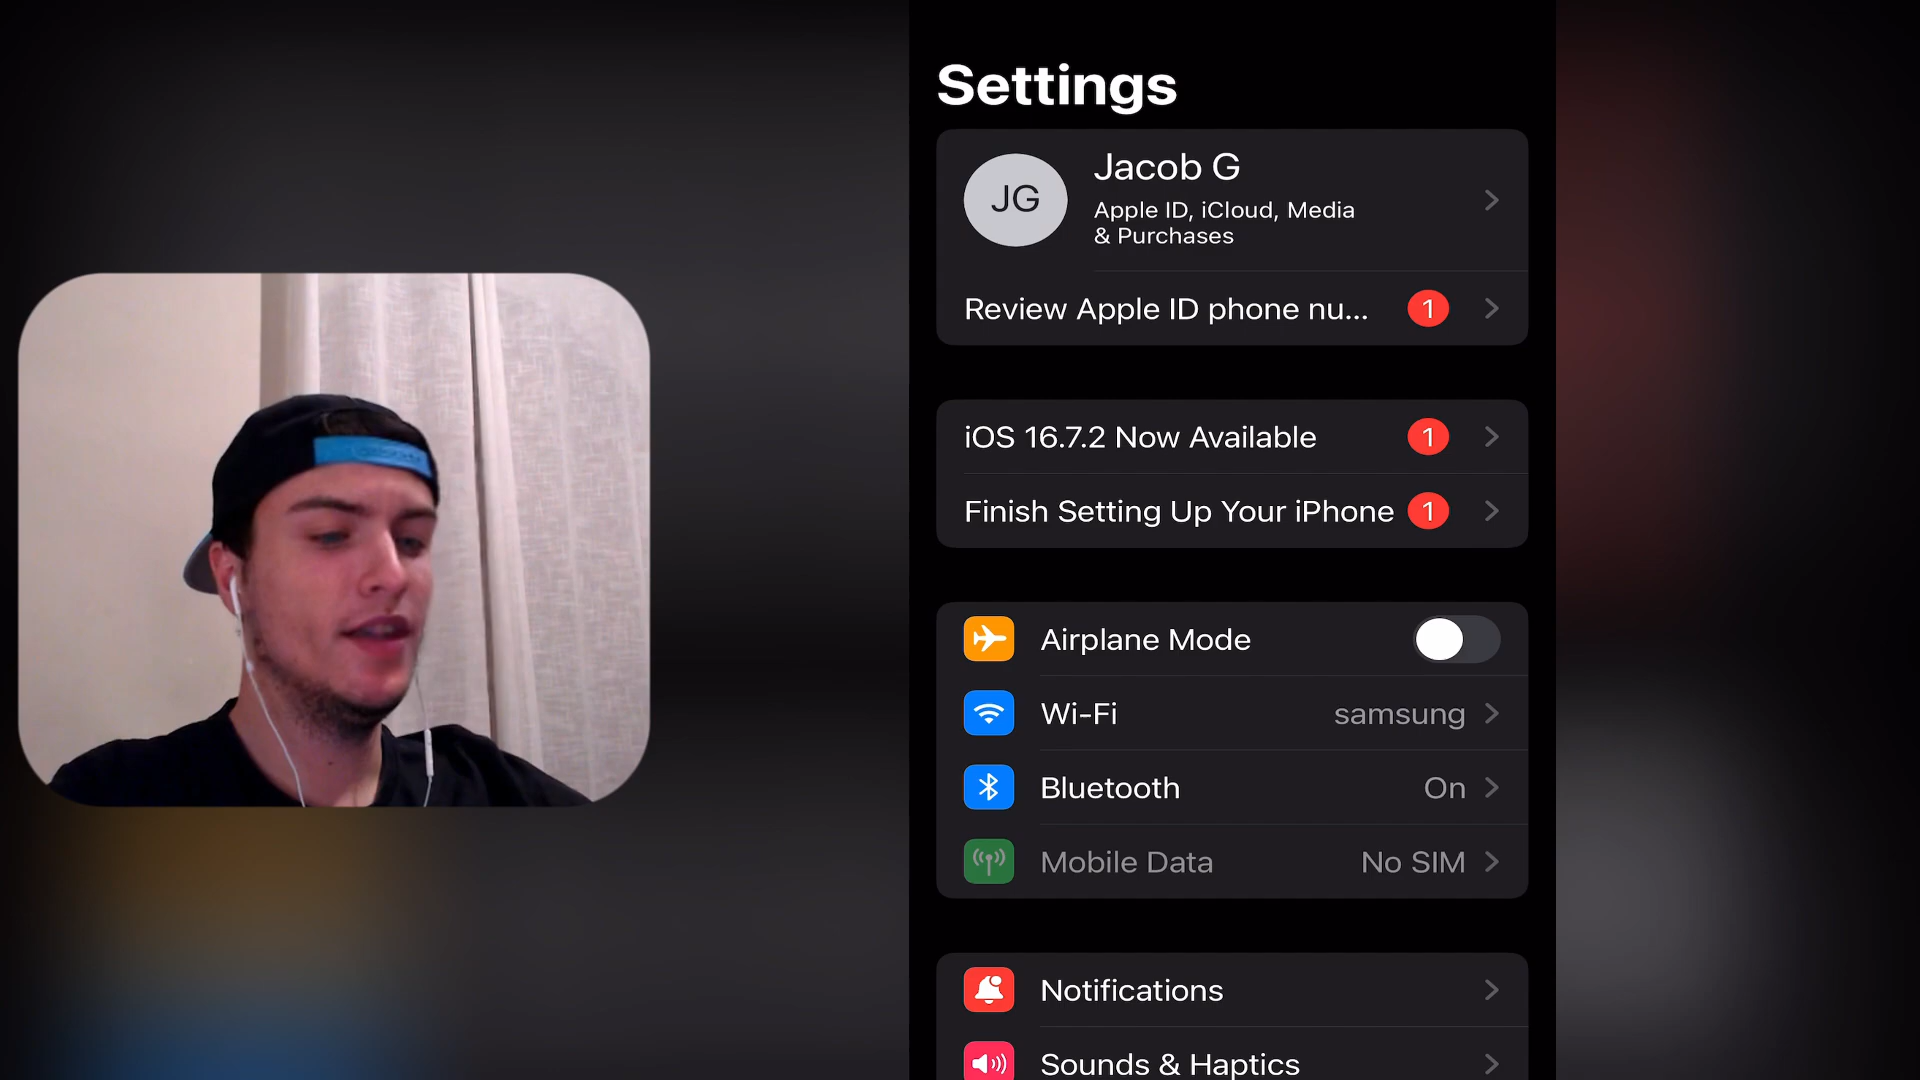 Settings
JG
Jacob G
Apple ID, iCloud, Media
& Purchases
Review Apple ID phone nu...
1
iOS 16.7.2 Now Available
1
Finish Setting Up Your iPhone
1
Airplane Mode
Wi-Fi
samsung
Bluetooth
On
Mobile Data
No SIM
Notifications
Sounds & Haptics